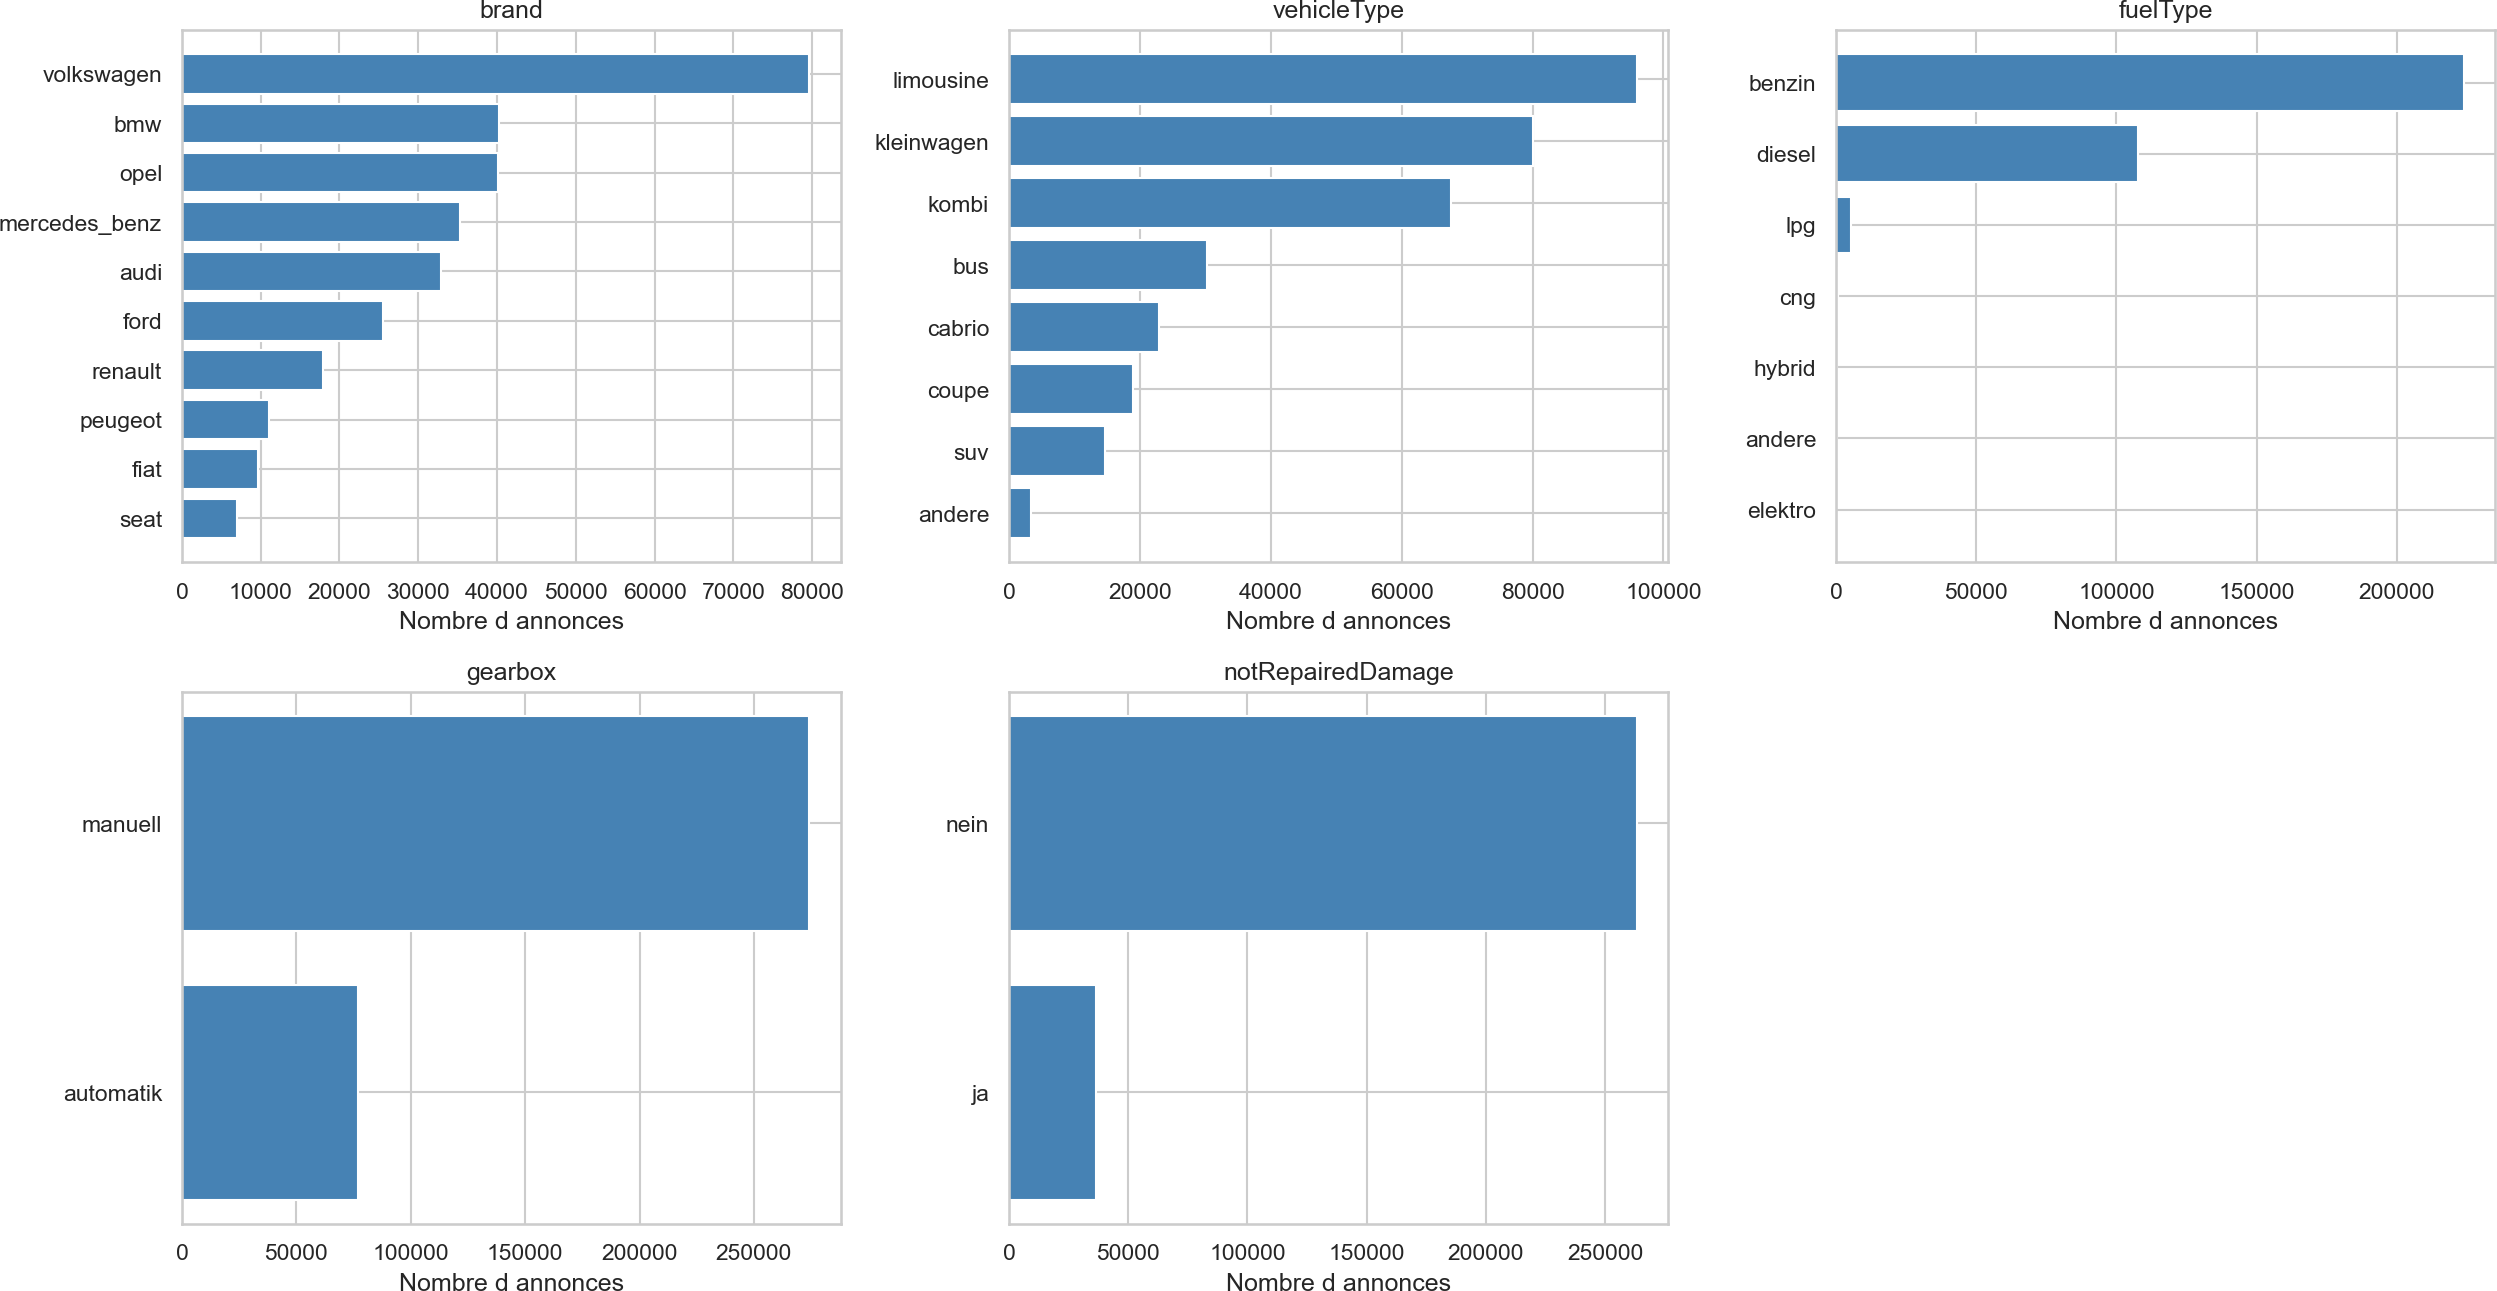 brand
volkswagen
bmw
opel
mercedes_benz
audi
ford
renault
peugeot
fiat
seat
0 10000 20000 30000 40000 50000 60000 70000 80000
Nombre d annonces
vehicleType
limousine
kleinwagen
kombi
bus
cabrio
coupe
suv
andere
0 20000 40000 60000 80000 100000
Nombre d annonces
fuelType
benzin
diesel
lpg
cng
hybrid
andere
elektro
0 50000 100000 150000 200000
Nombre d annonces
gearbox
manuell
automatik
0 50000 100000 150000 200000 250000
Nombre d annonces
notRepairedDamage
nein
ja
0 50000 100000 150000 200000 250000
Nombre d annonces